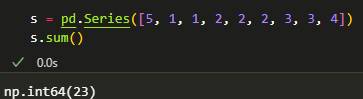 s = pd.Series([5, 1, 1, 2, 2, 2, 3, 3, 4])
s.sum()
0.0s
np.int64(23)